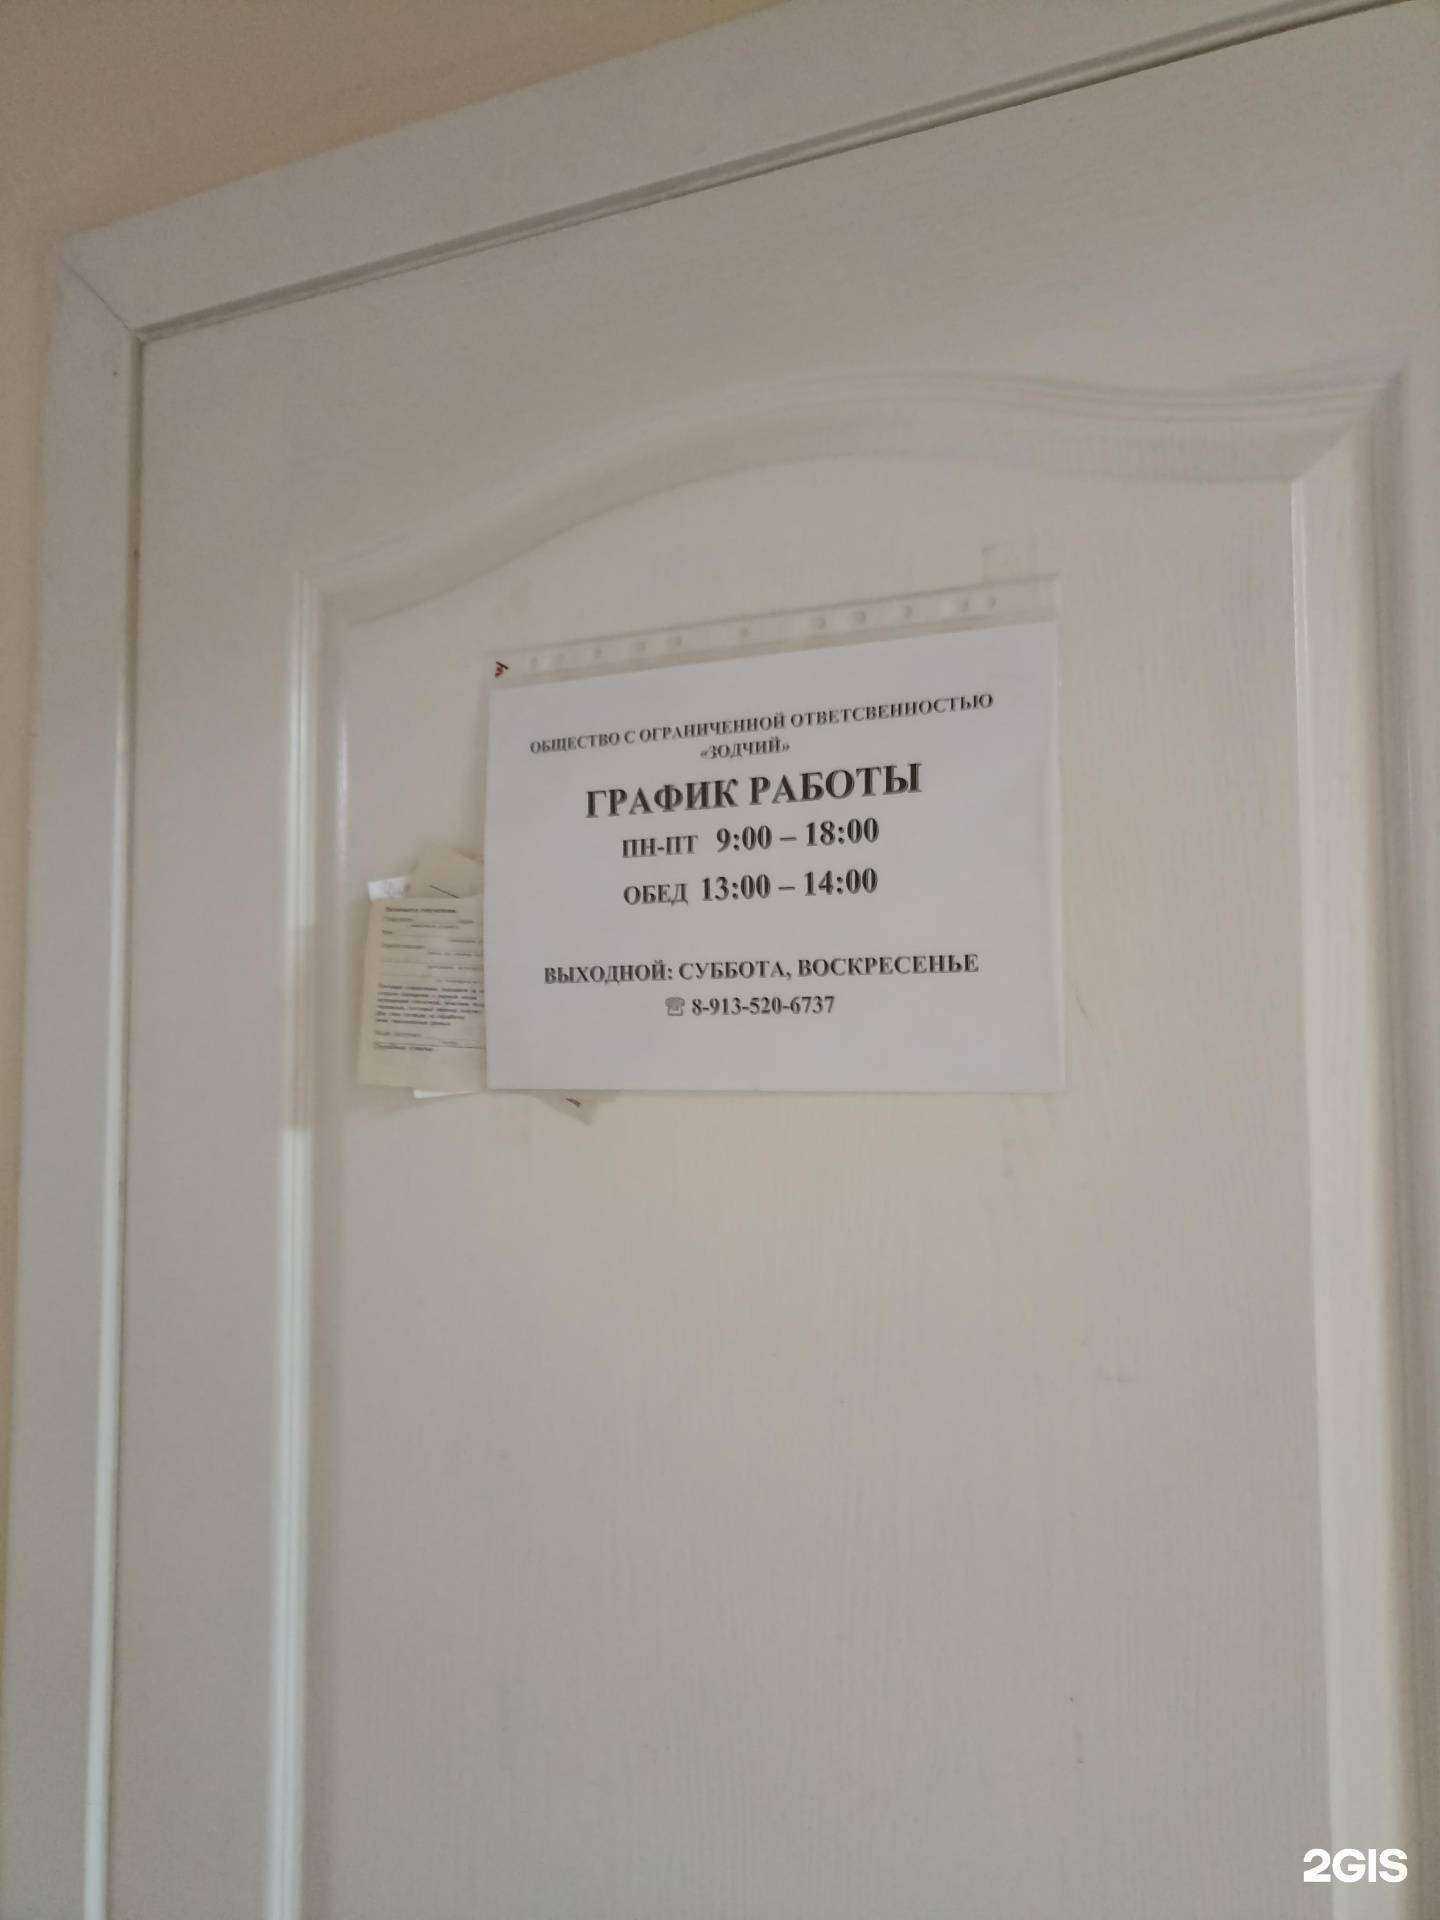 ОБЩЕСТВО С ОГРАНИЧЕННОЙ ОТВЕТСВЕННОСТЬЮ
«ЗОДЧИЙ»
ГРАФИК РАБОТЫ
ПН-ПТ 9:00 – 18:00
ОБЕД 13:00 – 14:00
ВЫХОДНОЙ: СУББОТА, ВОСКРЕСЕНЬЕ
☏ 8-913-520-6737
2GIS